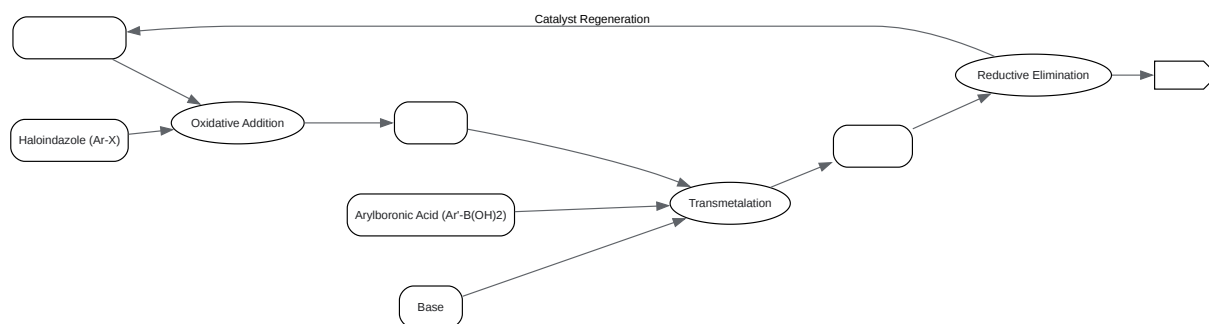 Catalyst Regeneration
Reductive Elimination
Oxidative Addition
Haloindazole (Ar-X)
Transmetalation
Arylboronic Acid (Ar'-B(OH)2)
Base